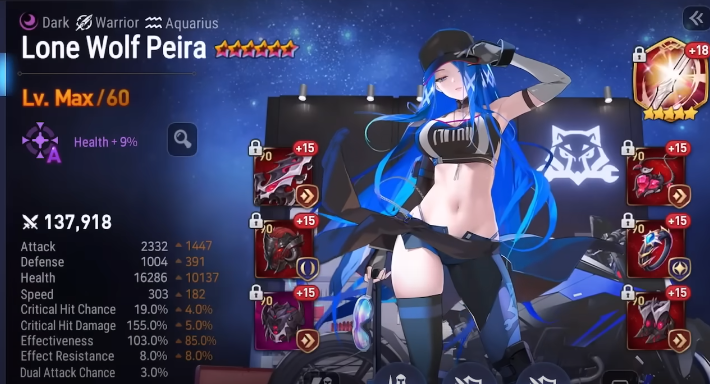 Dark Warrior Aquarius
Lone Wolf Peira
Lv. Max/60
A
Health + 9%
137,918
Attack 2332 1447
Defense 1004 391
Health 16286 10137
Speed 303 182
Critical Hit Chance 19.0% 4.0%
Critical Hit Damage 155.0% 5.0%
Effectiveness 103.0% 85.0%
Effect Resistance 8.0% 8.0%
Dual Attack Chance 3.0%
+18
+15
+15
+15
+15
+15
+15